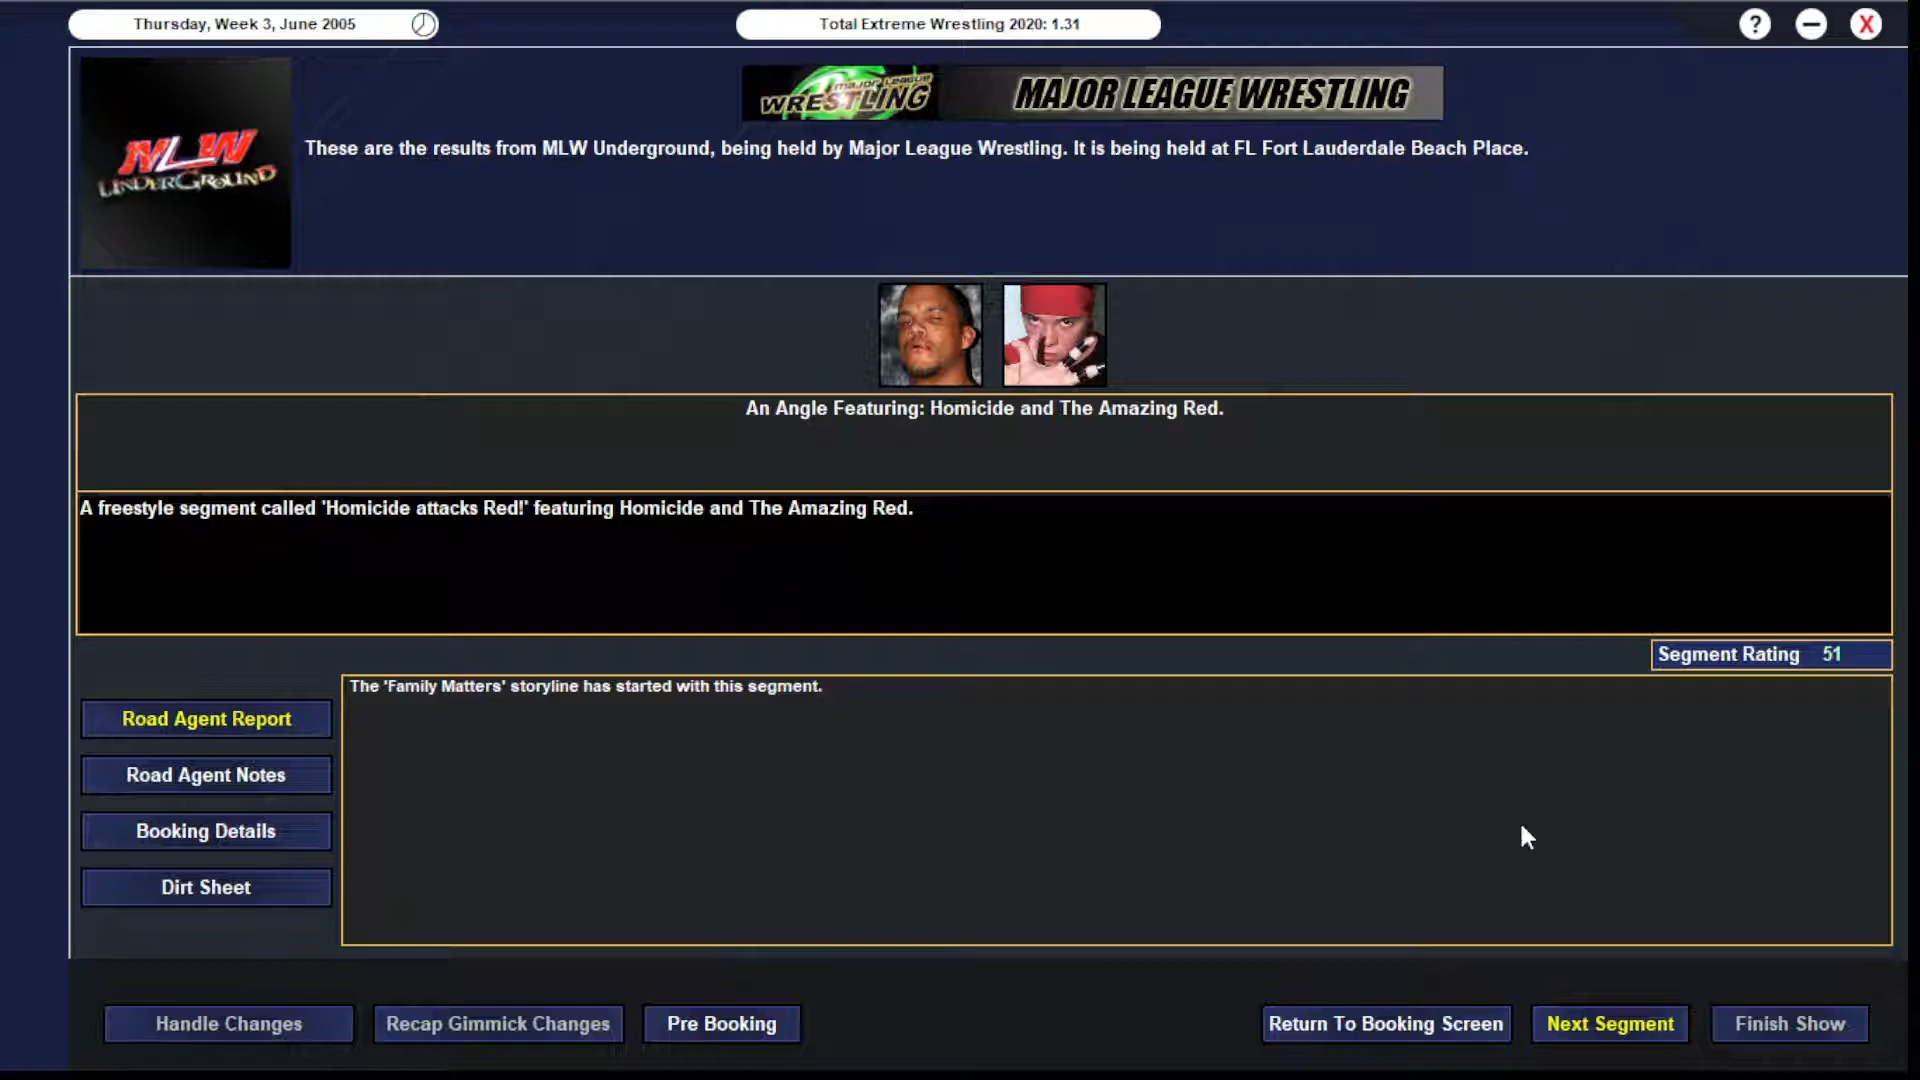 Thursday, Week 3, June 2005
Total Extreme Wrestling 2020: 1.31
?
X
MLW
UNDERGROUND
MAJOR LEAGUE
WRESTLING
MAJOR LEAGUE WRESTLING
These are the results from MLW Underground, being held by Major League Wrestling. It is being held at FL Fort Lauderdale Beach Place.
An Angle Featuring: Homicide and The Amazing Red.
A freestyle segment called 'Homicide attacks Red!' featuring Homicide and The Amazing Red.
Segment Rating 51
The 'Family Matters' storyline has started with this segment.
Road Agent Report
Road Agent Notes
Booking Details
Dirt Sheet
Handle Changes
Recap Gimmick Changes
Pre Booking
Return To Booking Screen
Next Segment
Finish Show